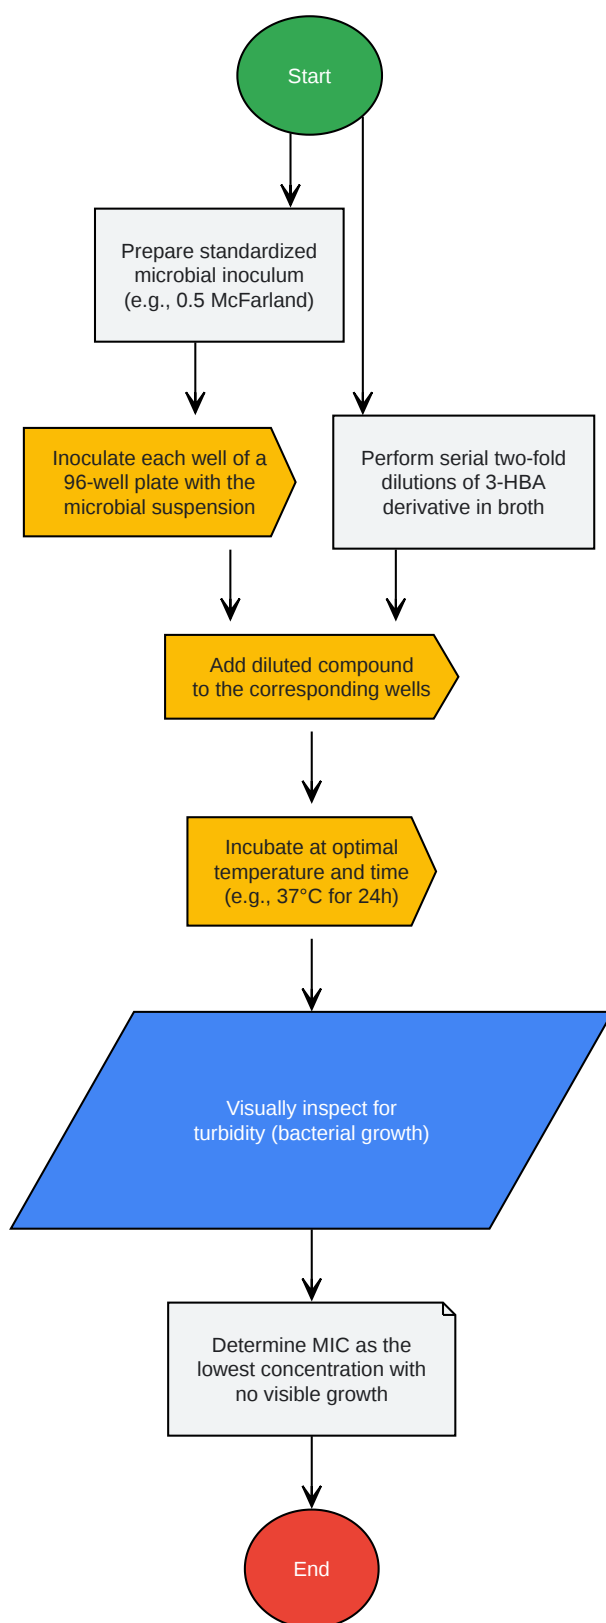 Start
Prepare standardized
microbial inoculum
(e.g., 0.5 McFarland)
Inoculate each well of a
96-well plate with the
microbial suspension
Perform serial two-fold
dilutions of 3-HBA
derivative in broth
Add diluted compound
to the corresponding wells
Incubate at optimal
temperature and time
(e.g., 37°C for 24h)
Visually inspect for
turbidity (bacterial growth)
Determine MIC as the
lowest concentration with
no visible growth
End